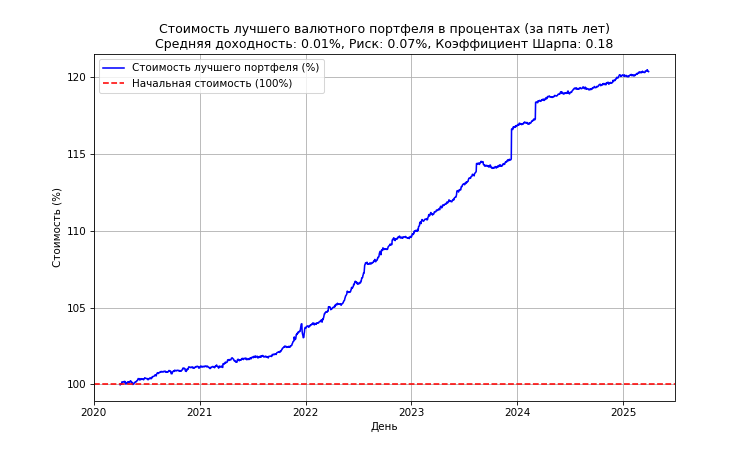 Стоимость лучшего валютного портфеля в процентах (за пять лет)
Средняя доходность: 0.01%, Риск: 0.07%, Коэффициент Шарпа: 0.18
Стоимость лучшего портфеля (%)
Начальная стоимость (100%)
Стоимость (%)
120
115
110
105
100
2020
2021
2022
2023
2024
2025
День